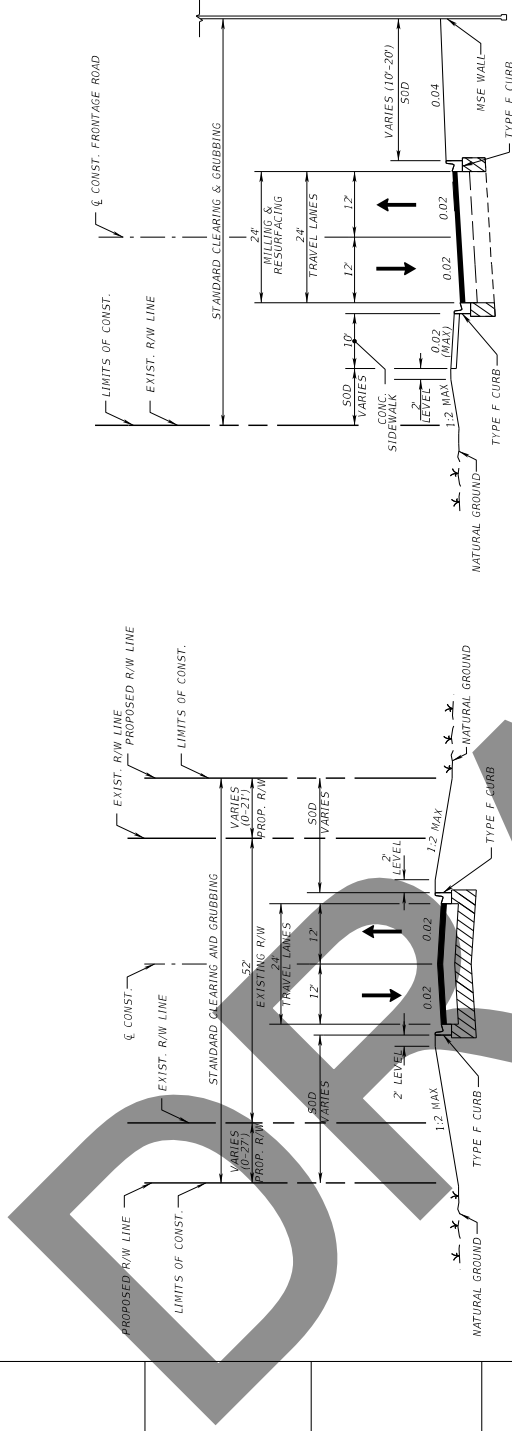 ℄ CONST. FRONTAGE ROAD
LIMITS OF CONST.
EXIST. R/W LINE
STANDARD CLEARING & GRUBBING
24'
MILLING &
RESURFACING
24'
TRAVEL LANES
12'
12'
10'
SOD
VARIES
CONC.
SIDEWALK
VARIES (10'-20')
SOD
2'
LEVEL
1:2 MAX
0.02
(MAX)
0.02
0.02
0.04
NATURAL GROUND
TYPE F CURB
MSE WALL
TYPE F CURB
PROPOSED R/W LINE
LIMITS OF CONST.
EXIST. R/W LINE
℄ CONST.
EXIST. R/W LINE
PROPOSED R/W LINE
LIMITS OF CONST.
STANDARD CLEARING AND GRUBBING
VARIES
(0-27')
PROP. R/W
52'
EXISTING R/W
VARIES
(0-21')
PROP. R/W
24'
TRAVEL LANES
SOD
VARIES
12'
12'
SOD
VARIES
2' LEVEL
2'
LEVEL
1:2 MAX
0.02
0.02
1:2 MAX
NATURAL GROUND
TYPE F CURB
TYPE F CURB
NATURAL GROUND